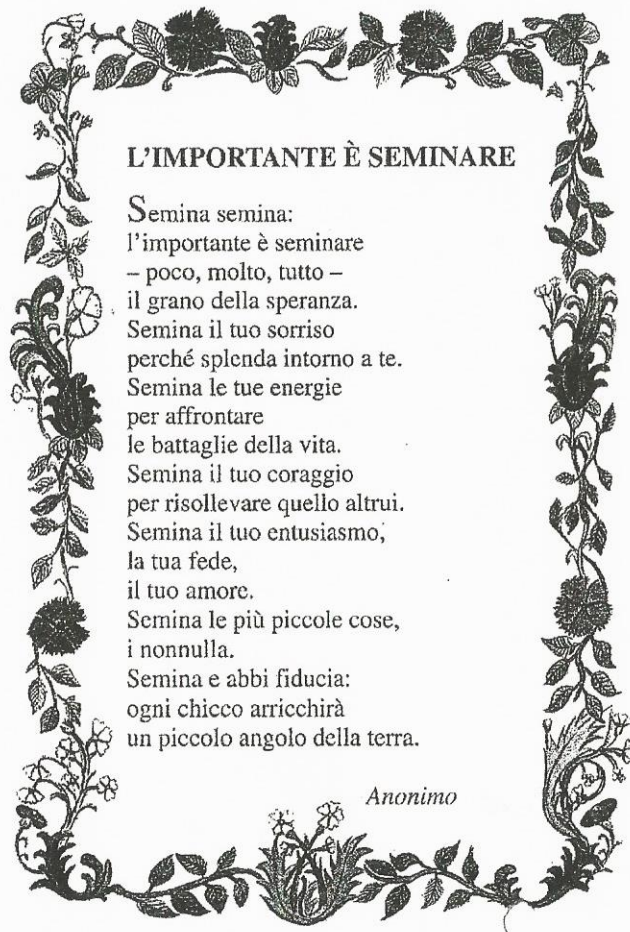 L'IMPORTANTE È SEMINARE
Semina semina:
l'importante è seminare
– poco, molto, tutto –
il grano della speranza.
Semina il tuo sorriso
perché splenda intorno a te.
Semina le tue energie
per affrontare
le battaglie della vita.
Semina il tuo coraggio
per risollevare quello altrui.
Semina il tuo entusiasmo,
la tua fede,
il tuo amore.
Semina le più piccole cose,
i nonnulla.
Semina e abbi fiducia:
ogni chicco arricchirà
un piccolo angolo della terra.
Anonimo